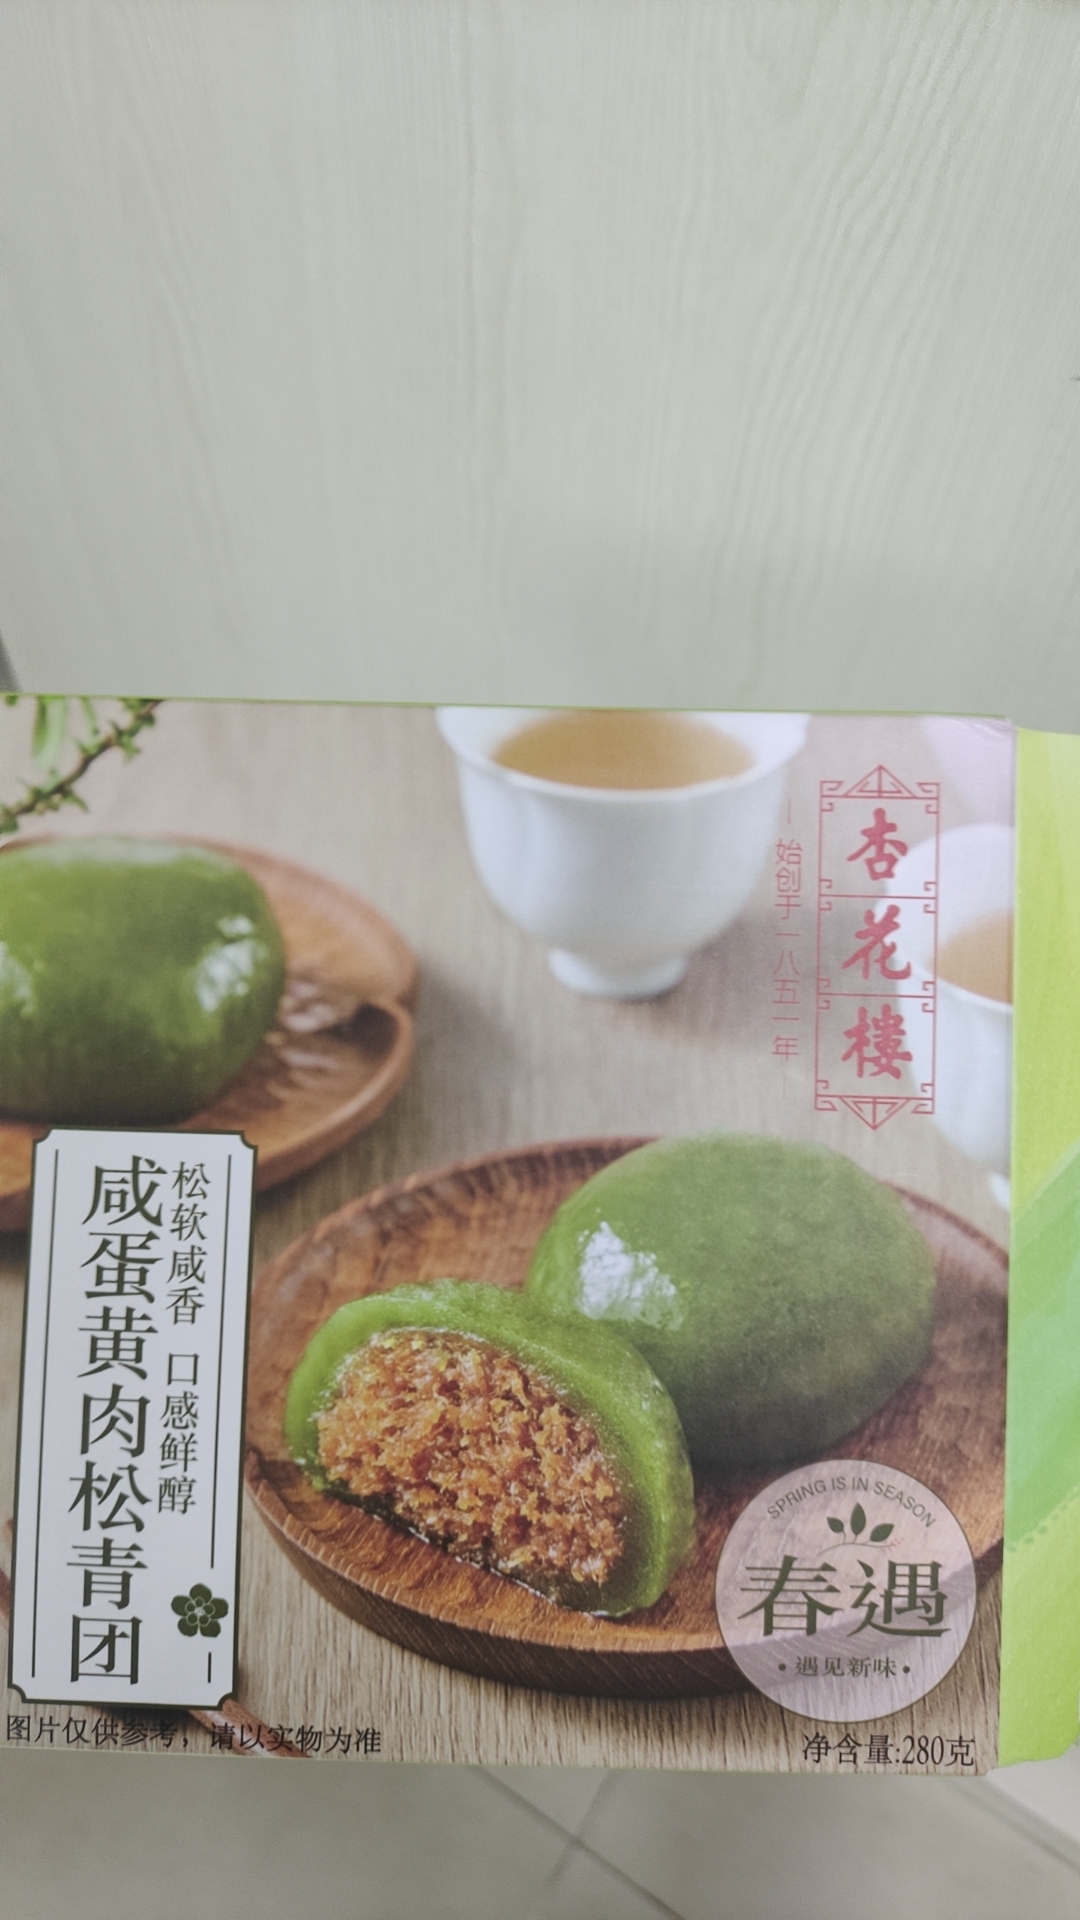 杏花樓
始创于一八五一年
咸蛋黄肉松青团
松软咸香 口感鲜醇
SPRING IS IN SEASON
春遇
·遇见新味·
图片仅供参考，请以实物为准
净含量:280克